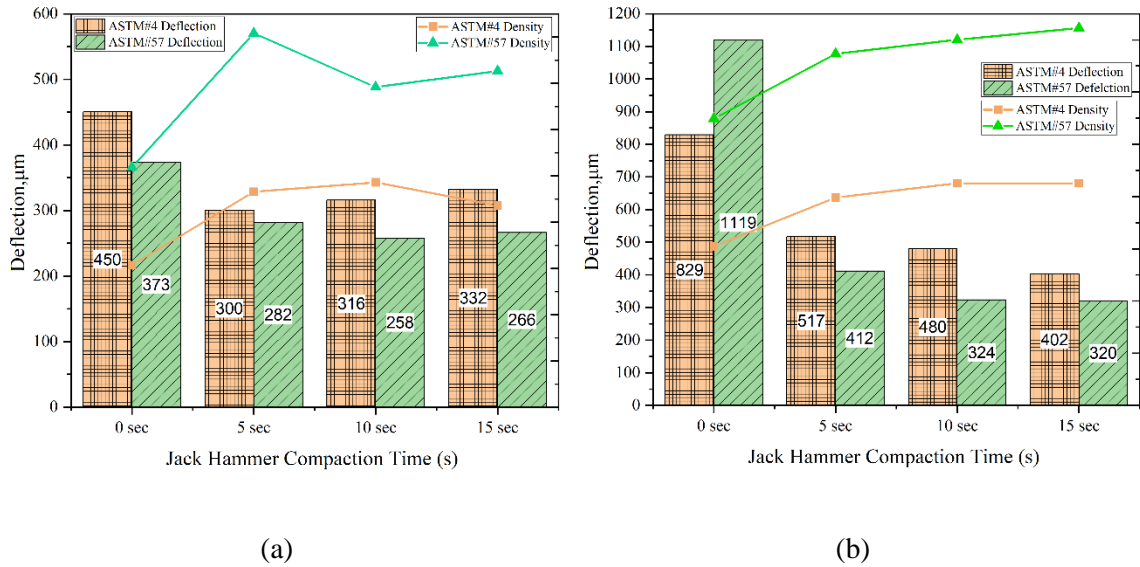 600
500
400
300
200
100
0
Deflection,µm
ASTM#4 Deflection
ASTM#57 Deflection
ASTM#4 Density
ASTM#57 Density
450
373
300
282
316
258
332
266
0 sec
5 sec
10 sec
15 sec
Jack Hammer Compaction Time (s)
(a)
1200
1100
1000
900
800
700
600
500
400
300
200
100
0
Deflection,µm
ASTM#4 Deflection
ASTM#57 Defelction
ASTM#4 Density
ASTM#57 Density
829
1119
517
412
480
324
402
320
0 sec
5 sec
10 sec
15 sec
Jack Hammer Compaction Time (s)
(b)